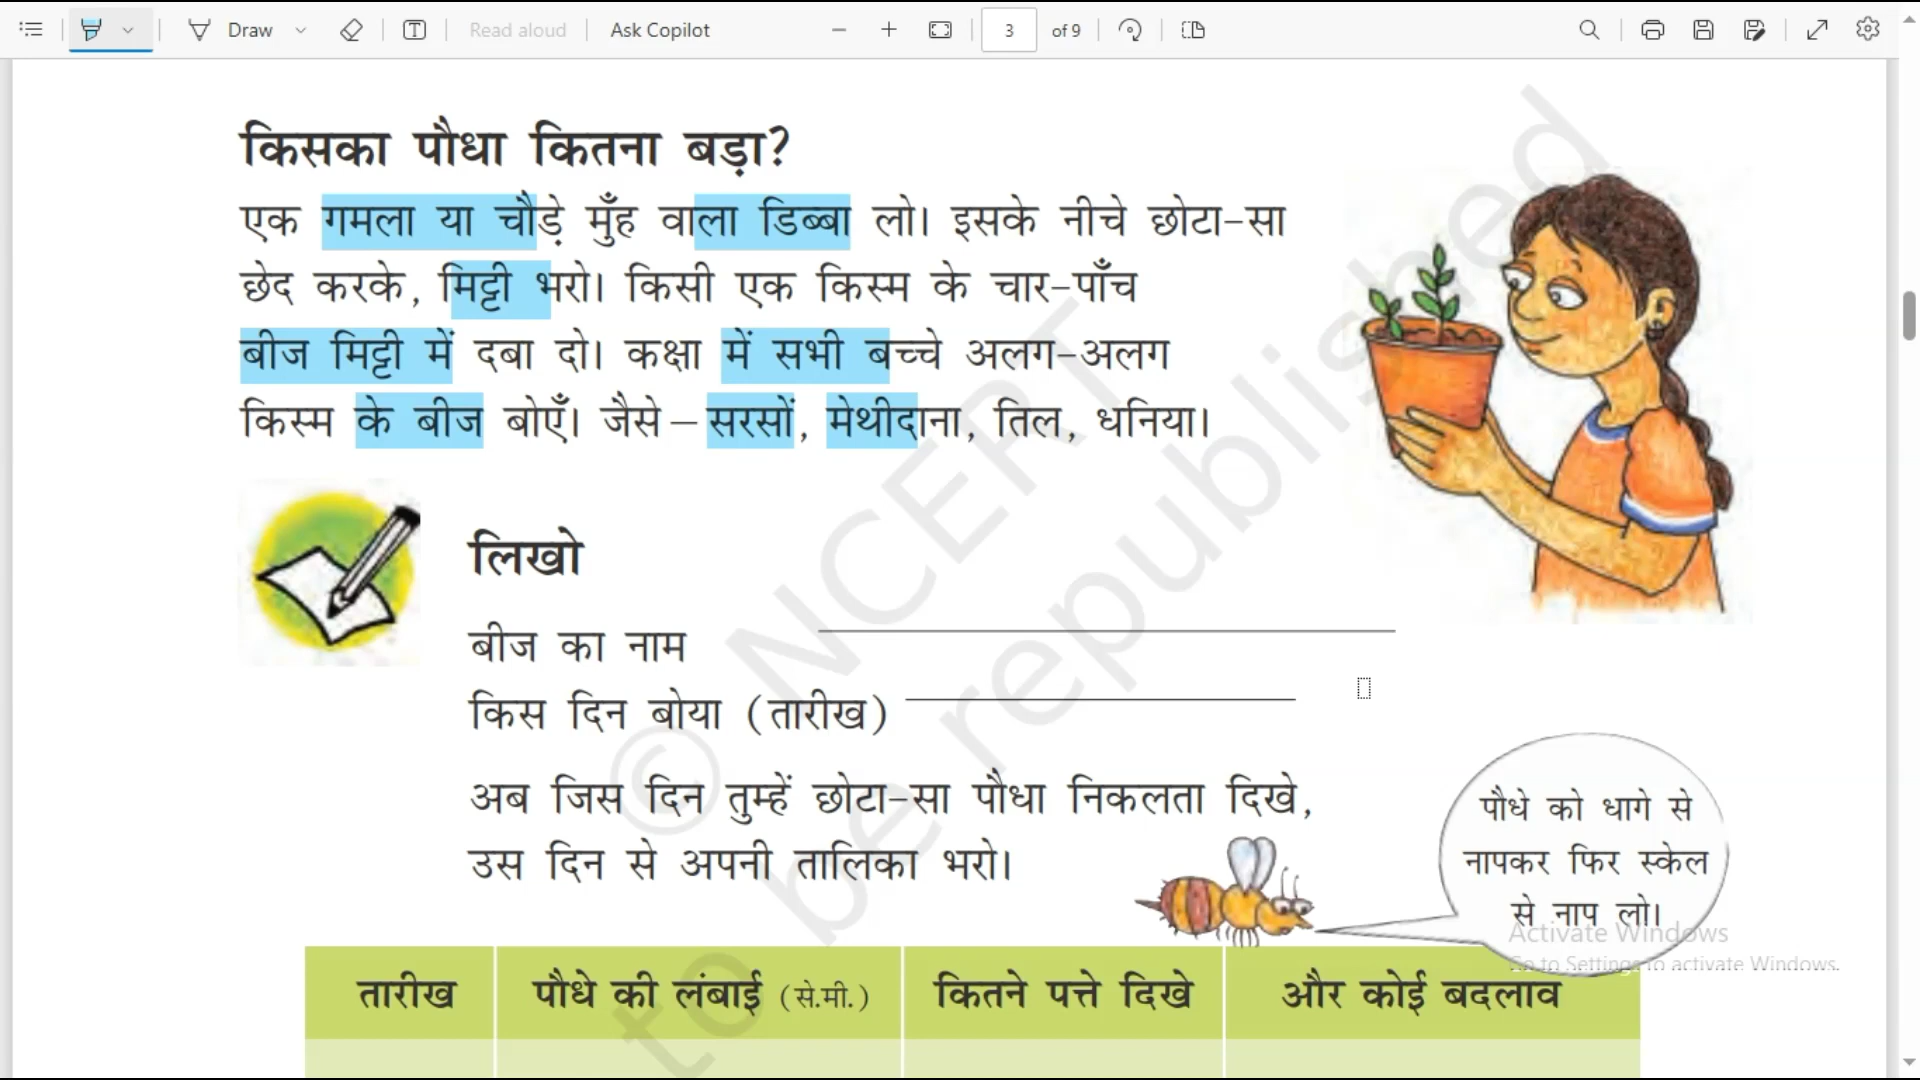 Draw
Read aloud
Ask Copilot
3 of 9
किसका पौधा कितना बड़ा?
एक गमला या चौड़े मुँह वाला डिब्बा लो। इसके नीचे छोटा-सा
छेद करके, मिट्टी भरो। किसी एक किस्म के चार-पाँच
बीज मिट्टी में दबा दो। कक्षा में सभी बच्चे अलग-अलग
किस्म के बीज बोएँ। जैसे – सरसों, मेथीदाना, तिल, धनिया।
लिखो
बीज का नाम
किस दिन बोया (तारीख)
अब जिस दिन तुम्हें छोटा-सा पौधा निकलता दिखे,
उस दिन से अपनी तालिका भरो।
पौधे को धागे से
नापकर फिर स्केल
से नाप लो।
तारीख
पौधे की लंबाई (से.मी.)
कितने पत्ते दिखे
और कोई बदलाव
© NCERT
to be republished
Activate Windows
Go to Settings to activate Windows.